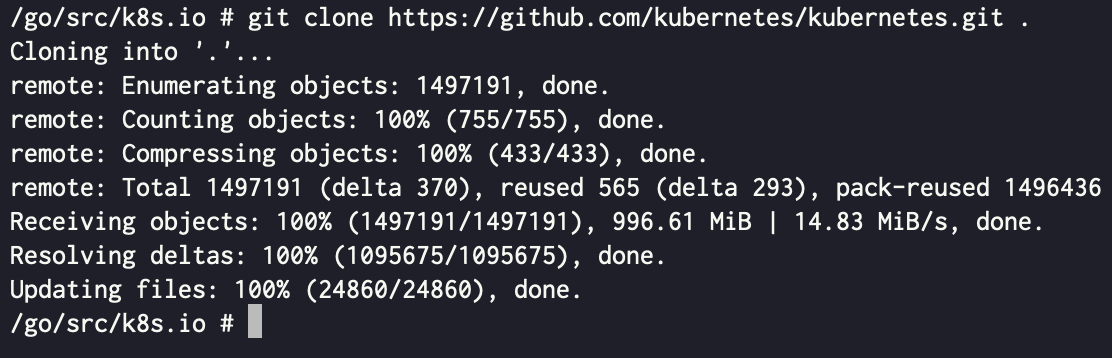 /go/src/k8s.io # git clone https://github.com/kubernetes/kubernetes.git .
Cloning into '.'...
remote: Enumerating objects: 1497191, done.
remote: Counting objects: 100% (755/755), done.
remote: Compressing objects: 100% (433/433), done.
remote: Total 1497191 (delta 370), reused 565 (delta 293), pack-reused 1496436
Receiving objects: 100% (1497191/1497191), 996.61 MiB | 14.83 MiB/s, done.
Resolving deltas: 100% (1095675/1095675), done.
Updating files: 100% (24860/24860), done.
/go/src/k8s.io #